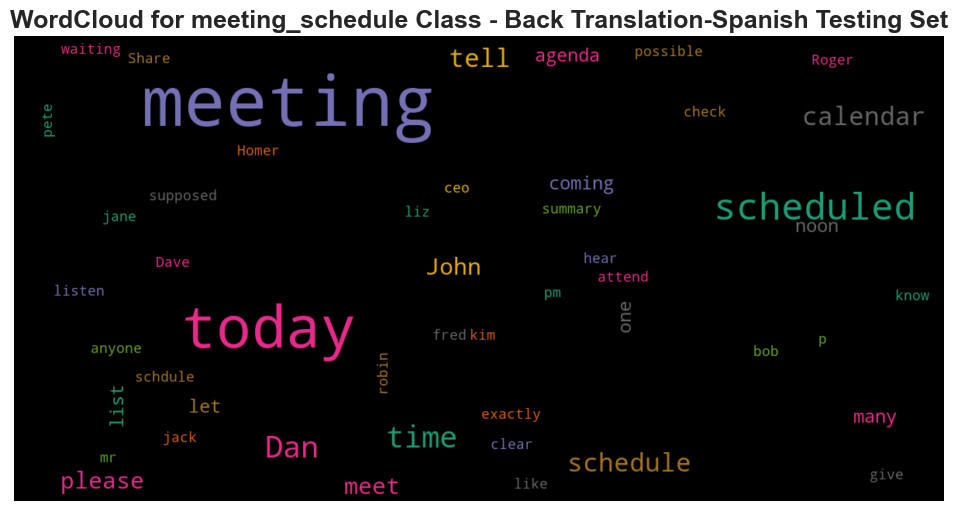 WordCloud for meeting_schedule Class - Back Translation-Spanish Testing Set
waiting
Share
tell
agenda
possible
Roger
meeting
pete
check
calendar
Homer
supposed
ceo
coming
scheduled
jane
liz
summary
noon
Dave
John
hear
attend
listen
pm
know
today
one
anyone
fred
kim
p
bob
robin
schdule
list
let
exactly
many
jack
Dan
time
clear
mr
schedule
please
meet
like
give